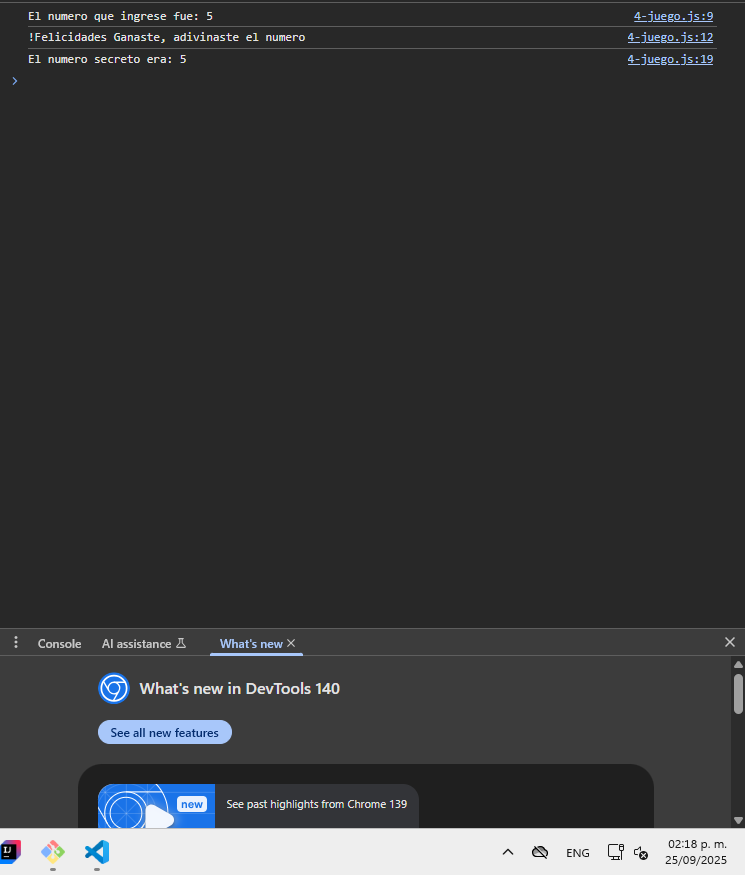 El numero que ingrese fue: 5 4-juego.js:9
!Felicidades Ganaste, adivinaste el numero 4-juego.js:12
El numero secreto era: 5 4-juego.js:19
>
Console AI assistance What's new
What's new in DevTools 140
See all new features
new See past highlights from Chrome 139
IJ ENG 02:18 p. m.
25/09/2025